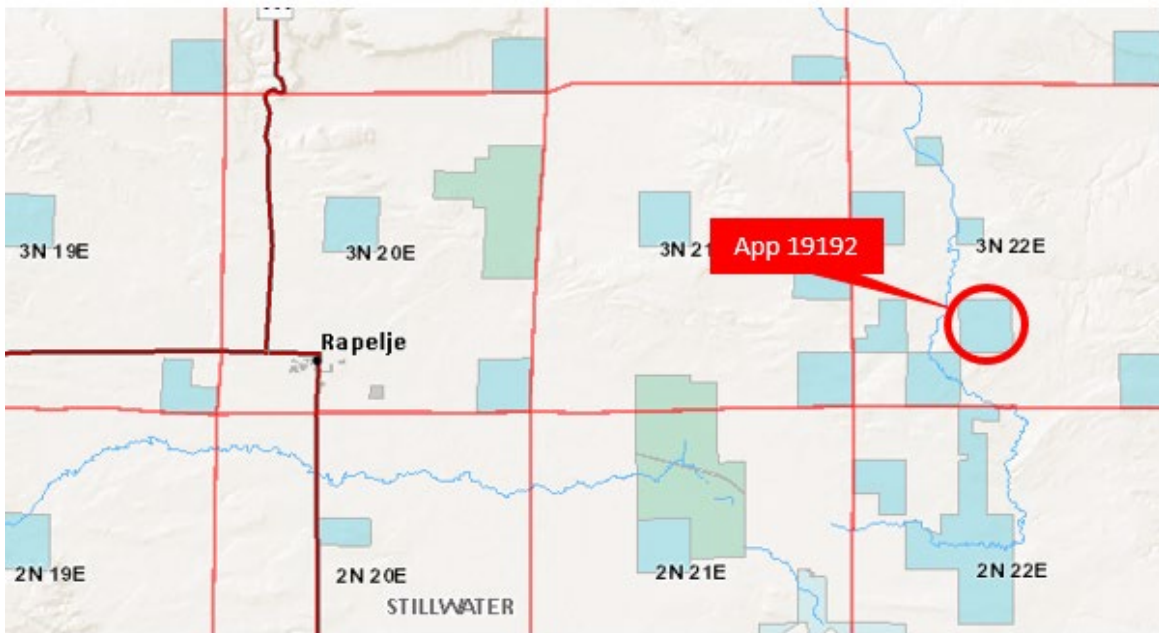 3N 19E
3N 20E
3N 21
3N 22E
App 19192
Rapelje
2N 19E
2N 20E
2N 21E
2N 22E
STILLWATER